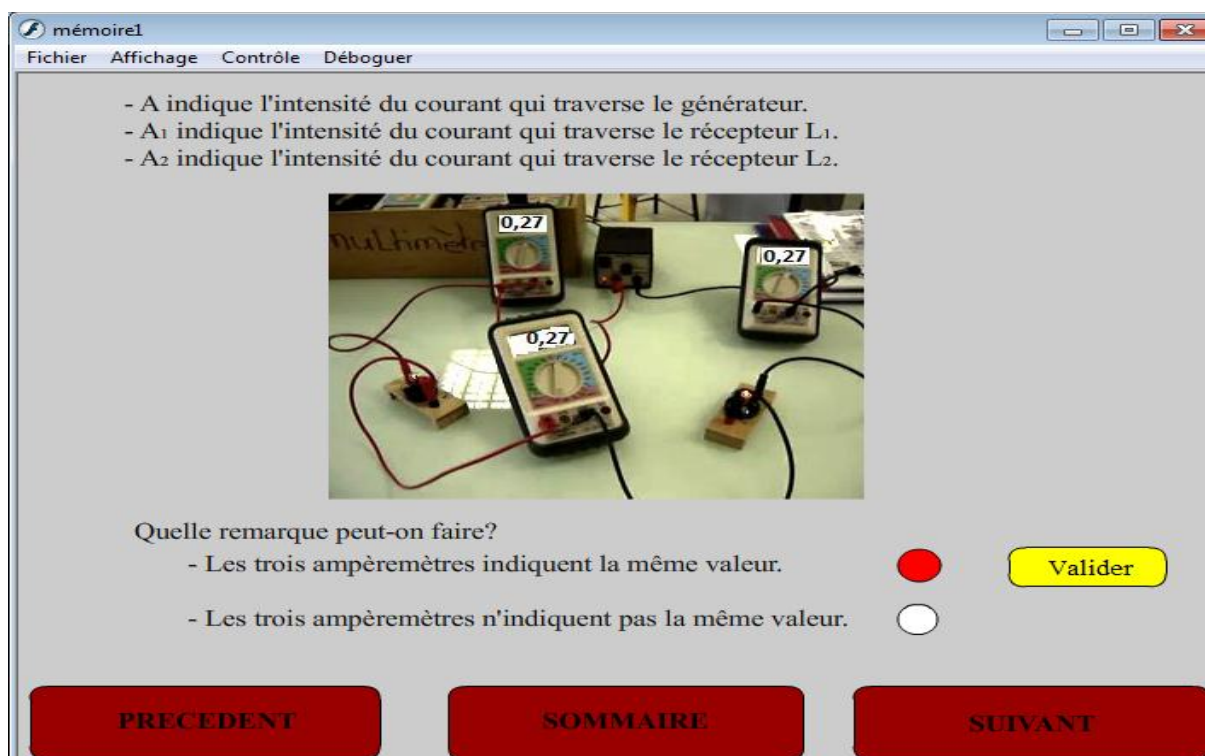 mémoire1
Fichier Affichage Contrôle Déboguer
- A indique l'intensité du courant qui traverse le générateur.
- A₁ indique l'intensité du courant qui traverse le récepteur L₁.
- A₂ indique l'intensité du courant qui traverse le récepteur L₂.
multimètr
0,27
0,27
0,27
Quelle remarque peut-on faire?
- Les trois ampèremètres indiquent la même valeur.
Valider
- Les trois ampèremètres n'indiquent pas la même valeur.
PRECEDENT SOMMAIRE SUIVANT